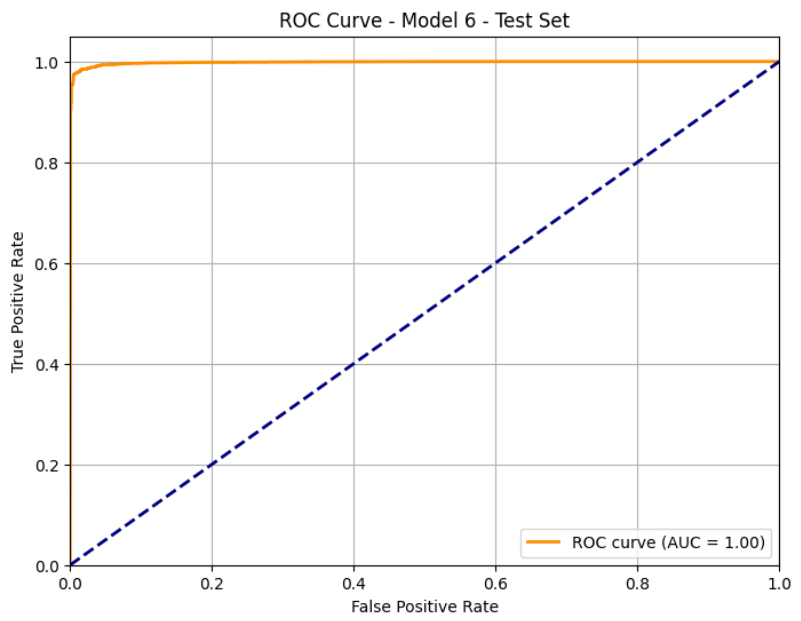 ROC Curve - Model 6 - Test Set
True Positive Rate
1.0
0.8
0.6
0.4
0.2
0.0
ROC curve (AUC = 1.00)
0.0 0.2 0.4 0.6 0.8 1.0
False Positive Rate